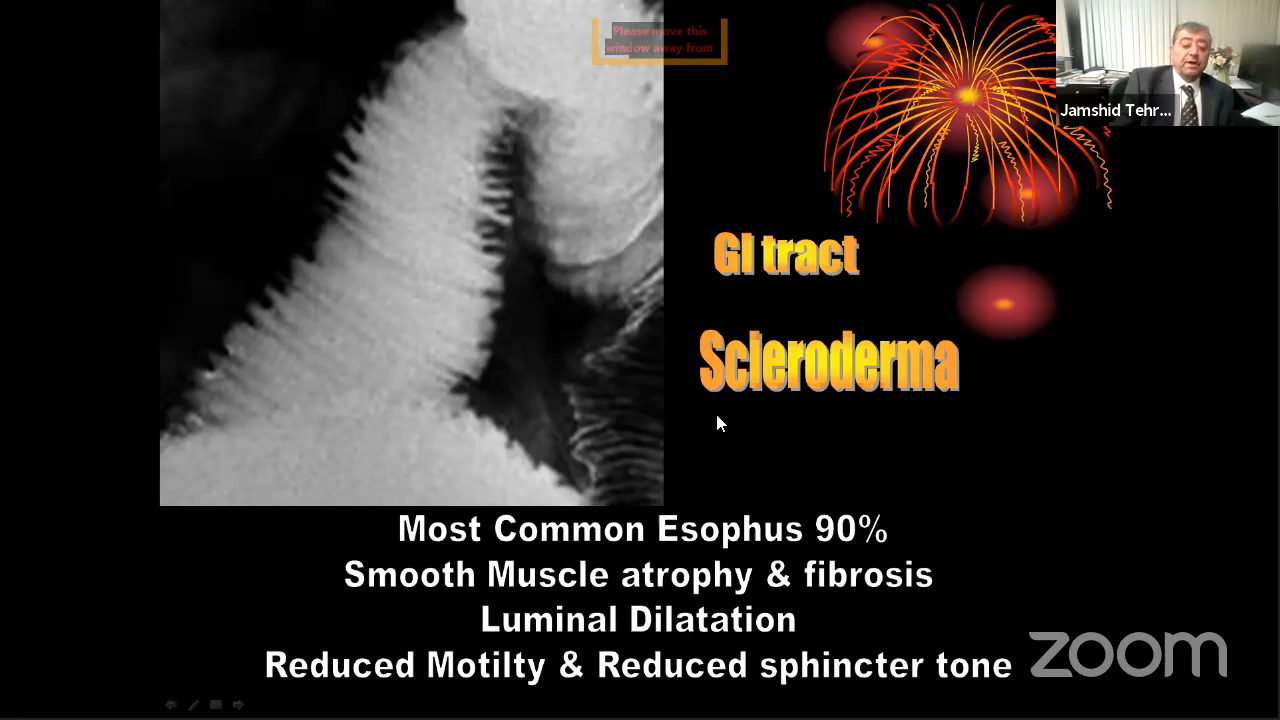 Please move this
window away from
Jamshid Tehr...
GI tract
Scleroderma
Most Common Esophus 90%
Smooth Muscle atrophy & fibrosis
Luminal Dilatation
Reduced Motilty & Reduced sphincter tone
zoom